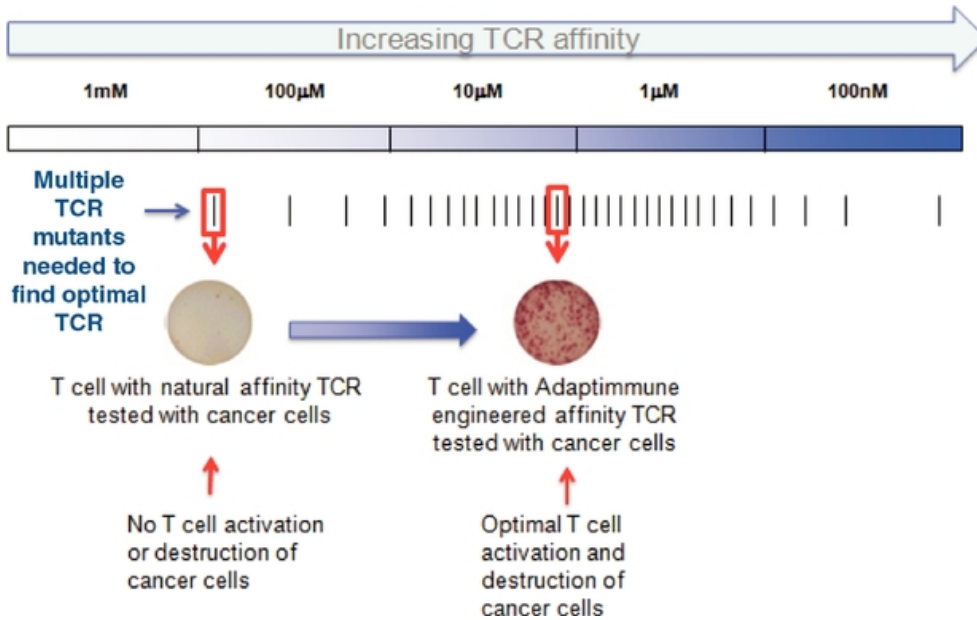 Increasing TCR affinity
1mM 100µM 10µM 1µM 100nM
Multiple
TCR
mutants
needed to
find optimal
TCR
T cell with natural affinity TCR
tested with cancer cells
T cell with Adaptimmune
engineered affinity TCR
tested with cancer cells
No T cell activation
or destruction of
cancer cells
Optimal T cell
activation and
destruction of
cancer cells